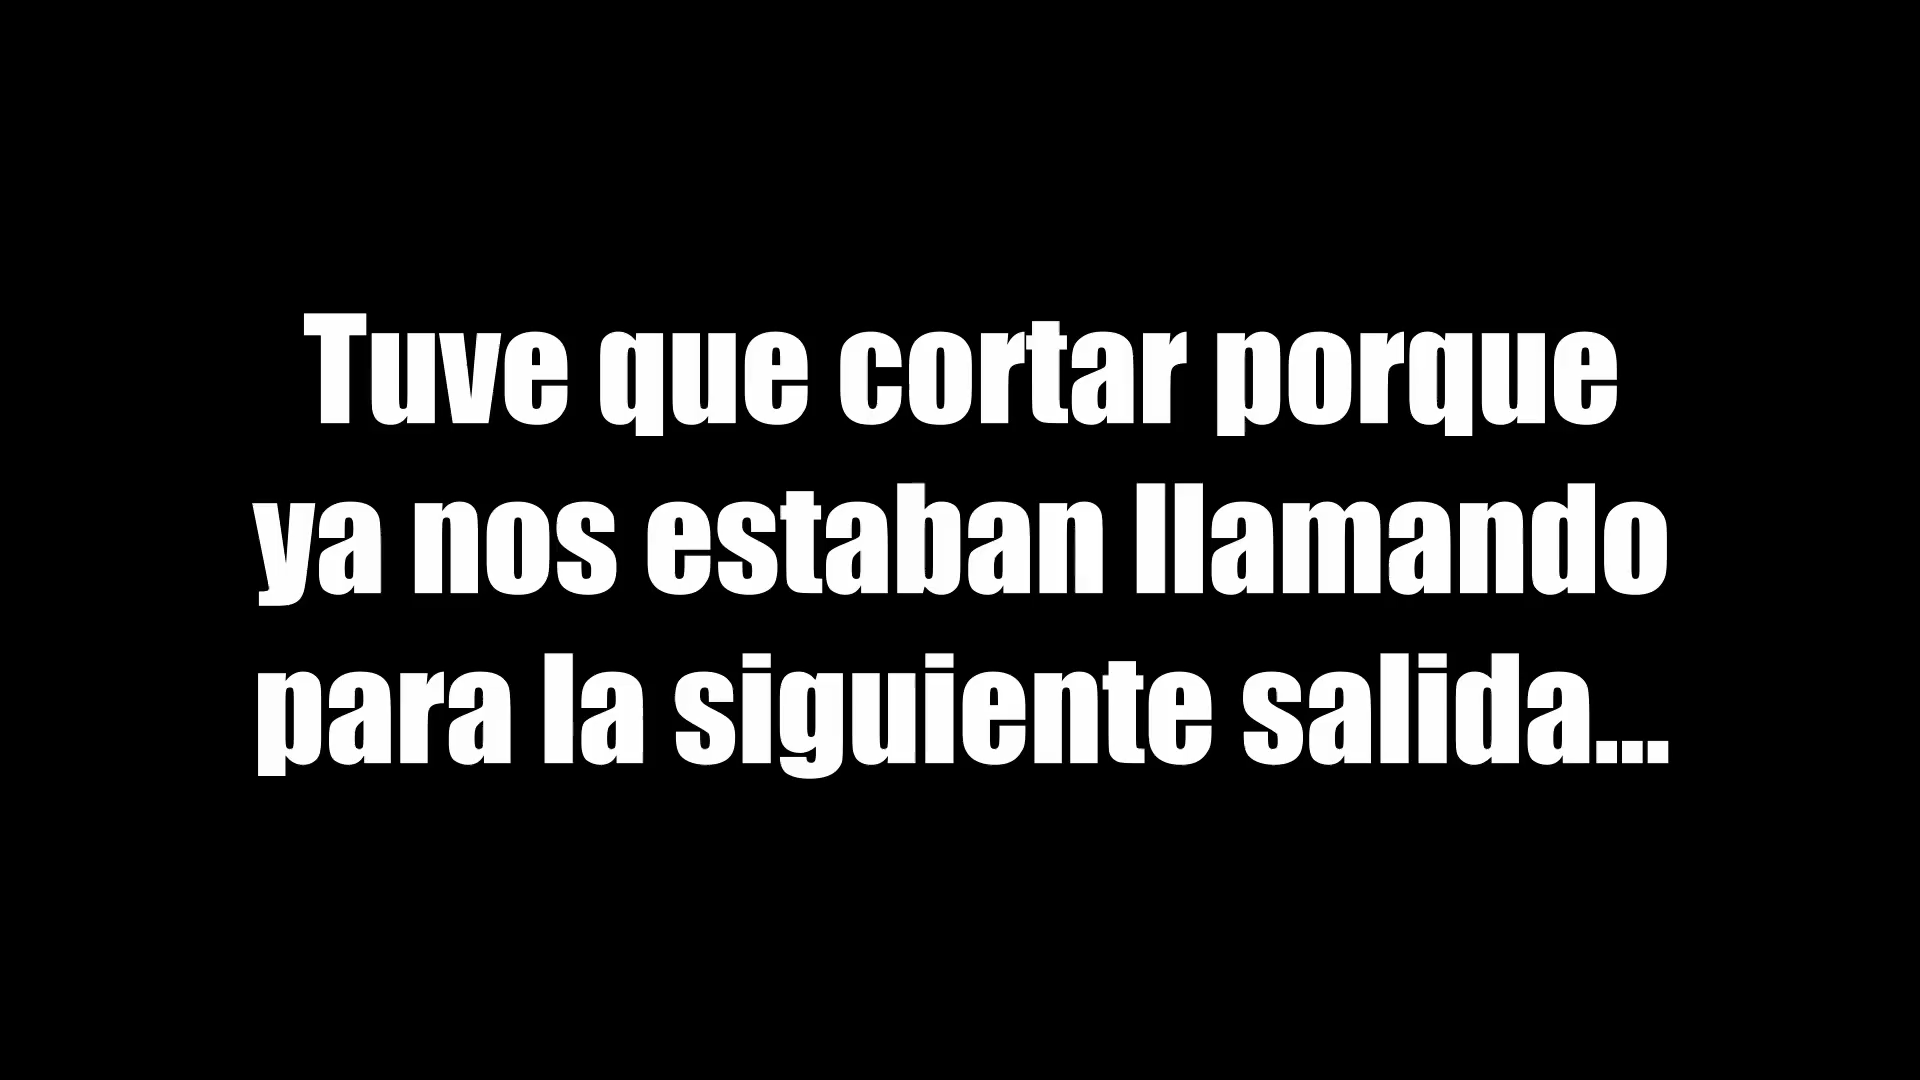 Tuve que cortar porque
ya nos estaban llamando
para la siguiente salida...